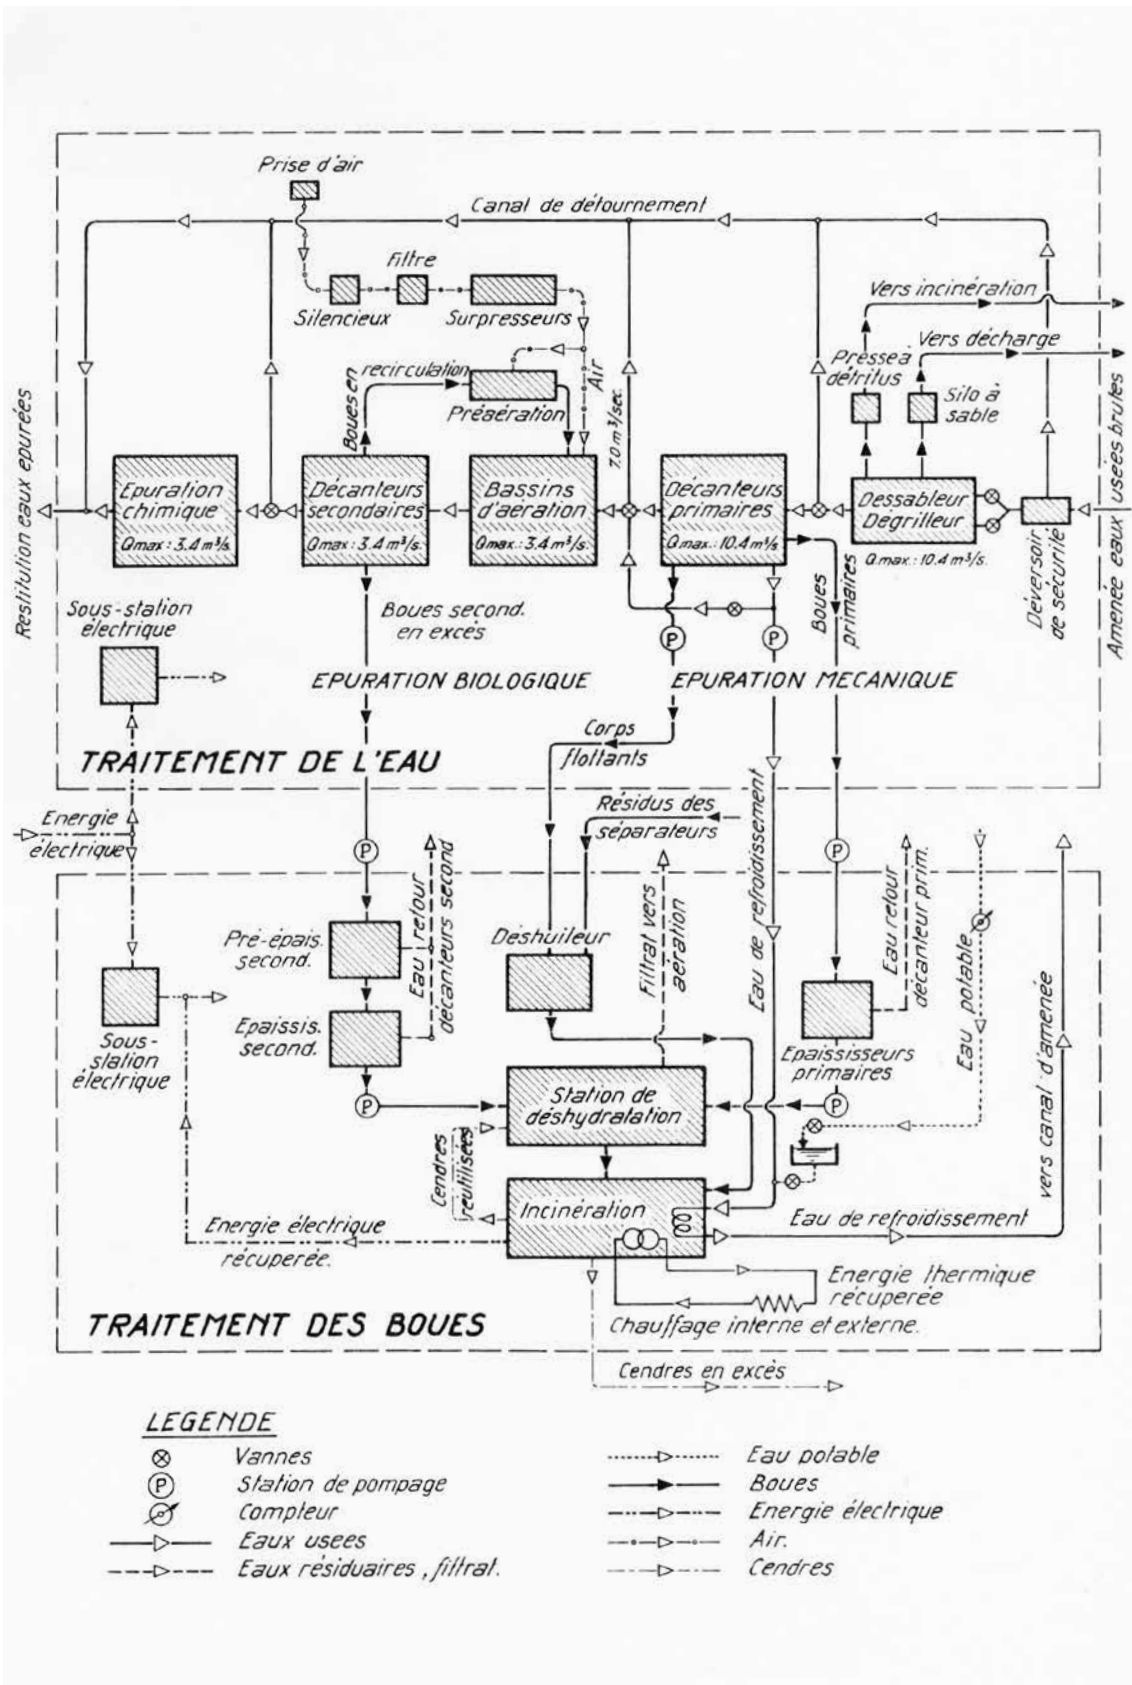 Prise d'air
Canal de détournement
Filtre
Silencieux
Surpresseurs
Vers incinération
Vers décharge
Presse à
détritus
Silo à
sable
Boues en
recirculation
Préaération
Air
7.0 m³/sec.
Restitution eaux epurées
Epuration
chimique
Qmax.: 3.4 m³/s.
Décanteurs
secondaires
Qmax.: 3.4 m³/s.
Bassins
d'aération
Qmax.: 3.4 m³/s.
Décanteurs
primaires
Qmax.: 10.4 m³/s
Dessableur
Dégrilleur
Qmax.: 10.4 m³/s.
Déversoir
de sécurité
Amenée eaux usées brutes
Sous-station
électrique
Boues second.
en excès
P
P
Boues
primaires
EPURATION BIOLOGIQUE
EPURATION MECANIQUE
Corps
flottants
TRAITEMENT DE L'EAU
Energie
électrique
Résidus des
séparateurs
Eau de refroidissement
P
P
Eau retour
décanteurs second
Filtrat vers
aération
Eau retour
décanteur prim.
Eau potable
vers canal d'amenée
Pré-épais.
second.
Déshuileur
Sous-
station
électrique
Epaissis.
second.
Epaississeurs
primaires
P
P
Station de
déshydratation
Cendres
réutilisées
Incinération
Energie électrique
récuperée.
Eau de refroidissement
Energie thermique
récuperée
Chauffage interne et externe.
TRAITEMENT DES BOUES
Cendres en excès
LEGENDE
Vannes
P
Station de pompage
Compteur
Eaux usees
Eaux résiduaires, filtrat.
Eau potable
Boues
Energie électrique
Air.
Cendres